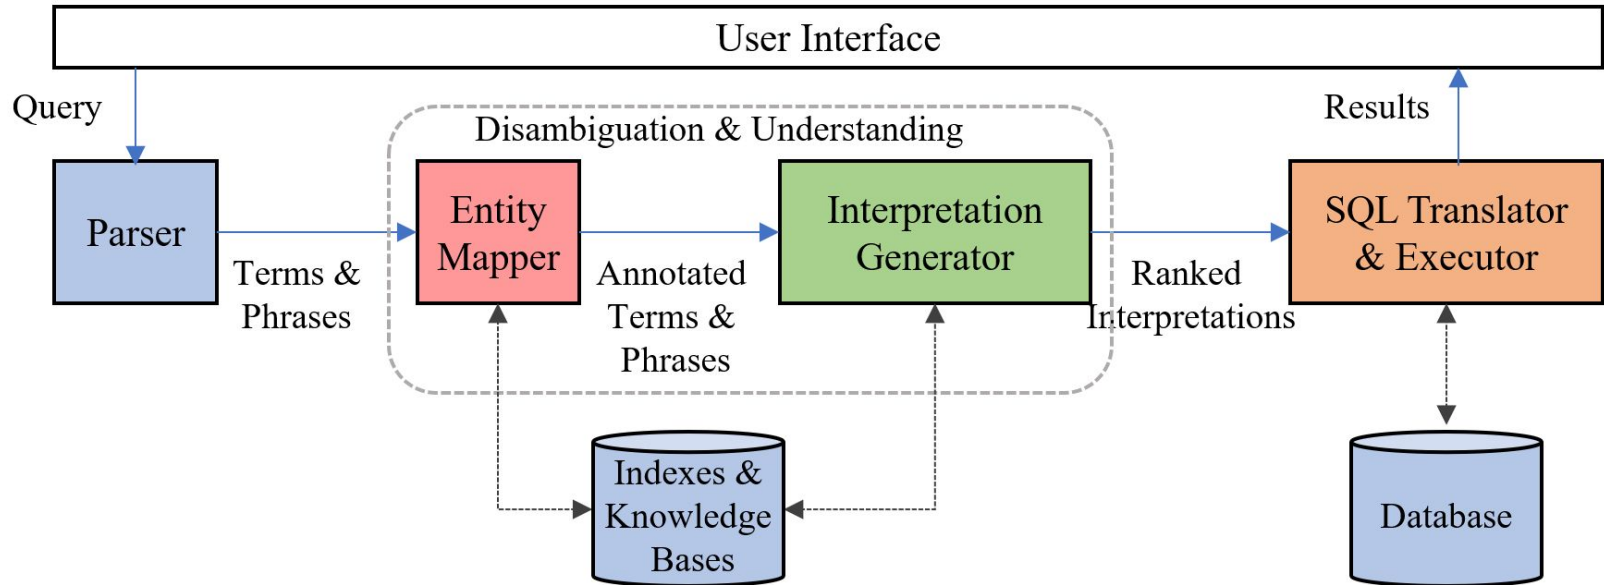 User Interface
Query
Results
Disambiguation & Understanding
Parser
Entity
Mapper
Interpretation
Generator
SQL Translator
& Executor
Terms &
Phrases
Annotated
Terms &
Phrases
Ranked
Interpretations
Indexes &
Knowledge
Bases
Database